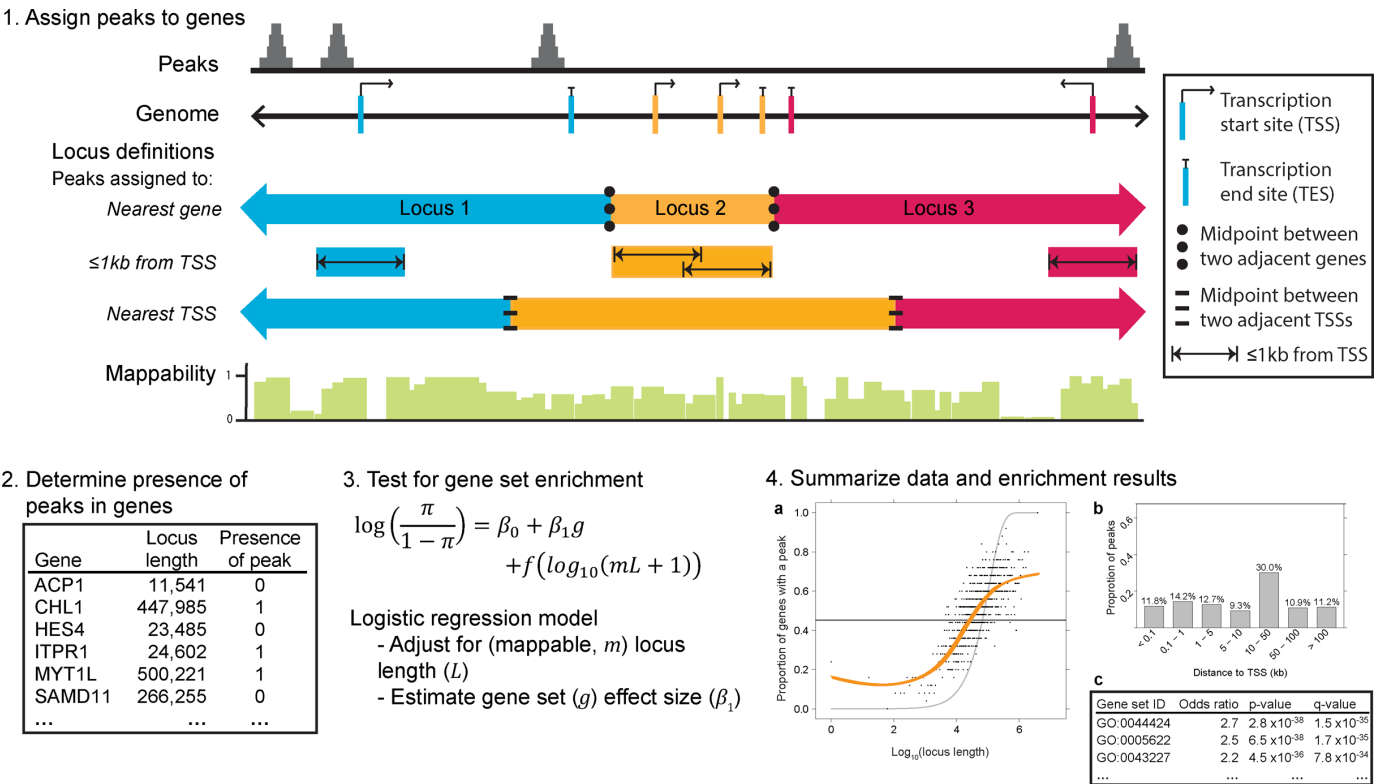 1. Assign peaks to genes
Peaks
Genome
Locus definitions
Peaks assigned to:
Nearest gene
Locus 1
Locus 2
Locus 3
≤1kb from TSS
Nearest TSS
Mappability
1
0
Transcription
start site (TSS)
Transcription
end site (TES)
Midpoint between
two adjacent genes
Midpoint between
two adjacent TSSs
≤1kb from TSS
2. Determine presence of
peaks in genes
Gene Locus length Presence of peak
ACP1 11,541 0
CHL1 447,985 1
HES4 23,485 0
ITPR1 24,602 1
MYT1L 500,221 1
SAMD11 266,255 0
... ... ...
3. Test for gene set enrichment
log(π/(1 − π)) = β₀ + β₁g
+f(log₁₀(mL + 1))
Logistic regression model
- Adjust for (mappable, m) locus
length (L)
- Estimate gene set (g) effect size (β₁)
4. Summarize data and enrichment results
a
Proportion of genes with a peak
1.0
0.8
0.6
0.4
0.2
0.0
0 2 4 6
Log₁₀(locus length)
b
Proprotion of peaks
0.6
0.4
0.2
11.8% 14.2% 12.7% 9.3% 30.0% 10.9% 11.2%
< 0.1 0.1 − 1 1 − 5 5 − 10 10 − 50 50 − 100 > 100
Distance to TSS (kb)
c
Gene set ID Odds ratio p-value q-value
GO:0044424 2.7 2.8 x10⁻³⁸ 1.5 x10⁻³⁵
GO:0005622 2.5 6.5 x10⁻³⁸ 1.7 x10⁻³⁵
GO:0043227 2.2 4.5 x10⁻³⁶ 7.8 x10⁻³⁴
... ... ... ...